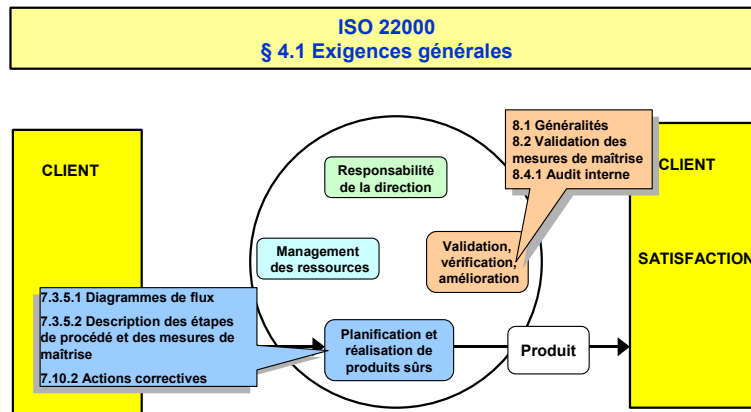 ISO 22000
§ 4.1 Exigences générales
8.1 Généralités
8.2 Validation des
mesures de maîtrise
8.4.1 Audit interne
CLIENT
Responsabilité
de la direction
CLIENT
Management
des ressources
Validation,
vérification,
amélioration
SATISFACTION
7.3.5.1 Diagrammes de flux
7.3.5.2 Description des étapes
de procédé et des mesures de
maîtrise
7.10.2 Actions correctives
Planification et
réalisation de
produits sûrs
Produit